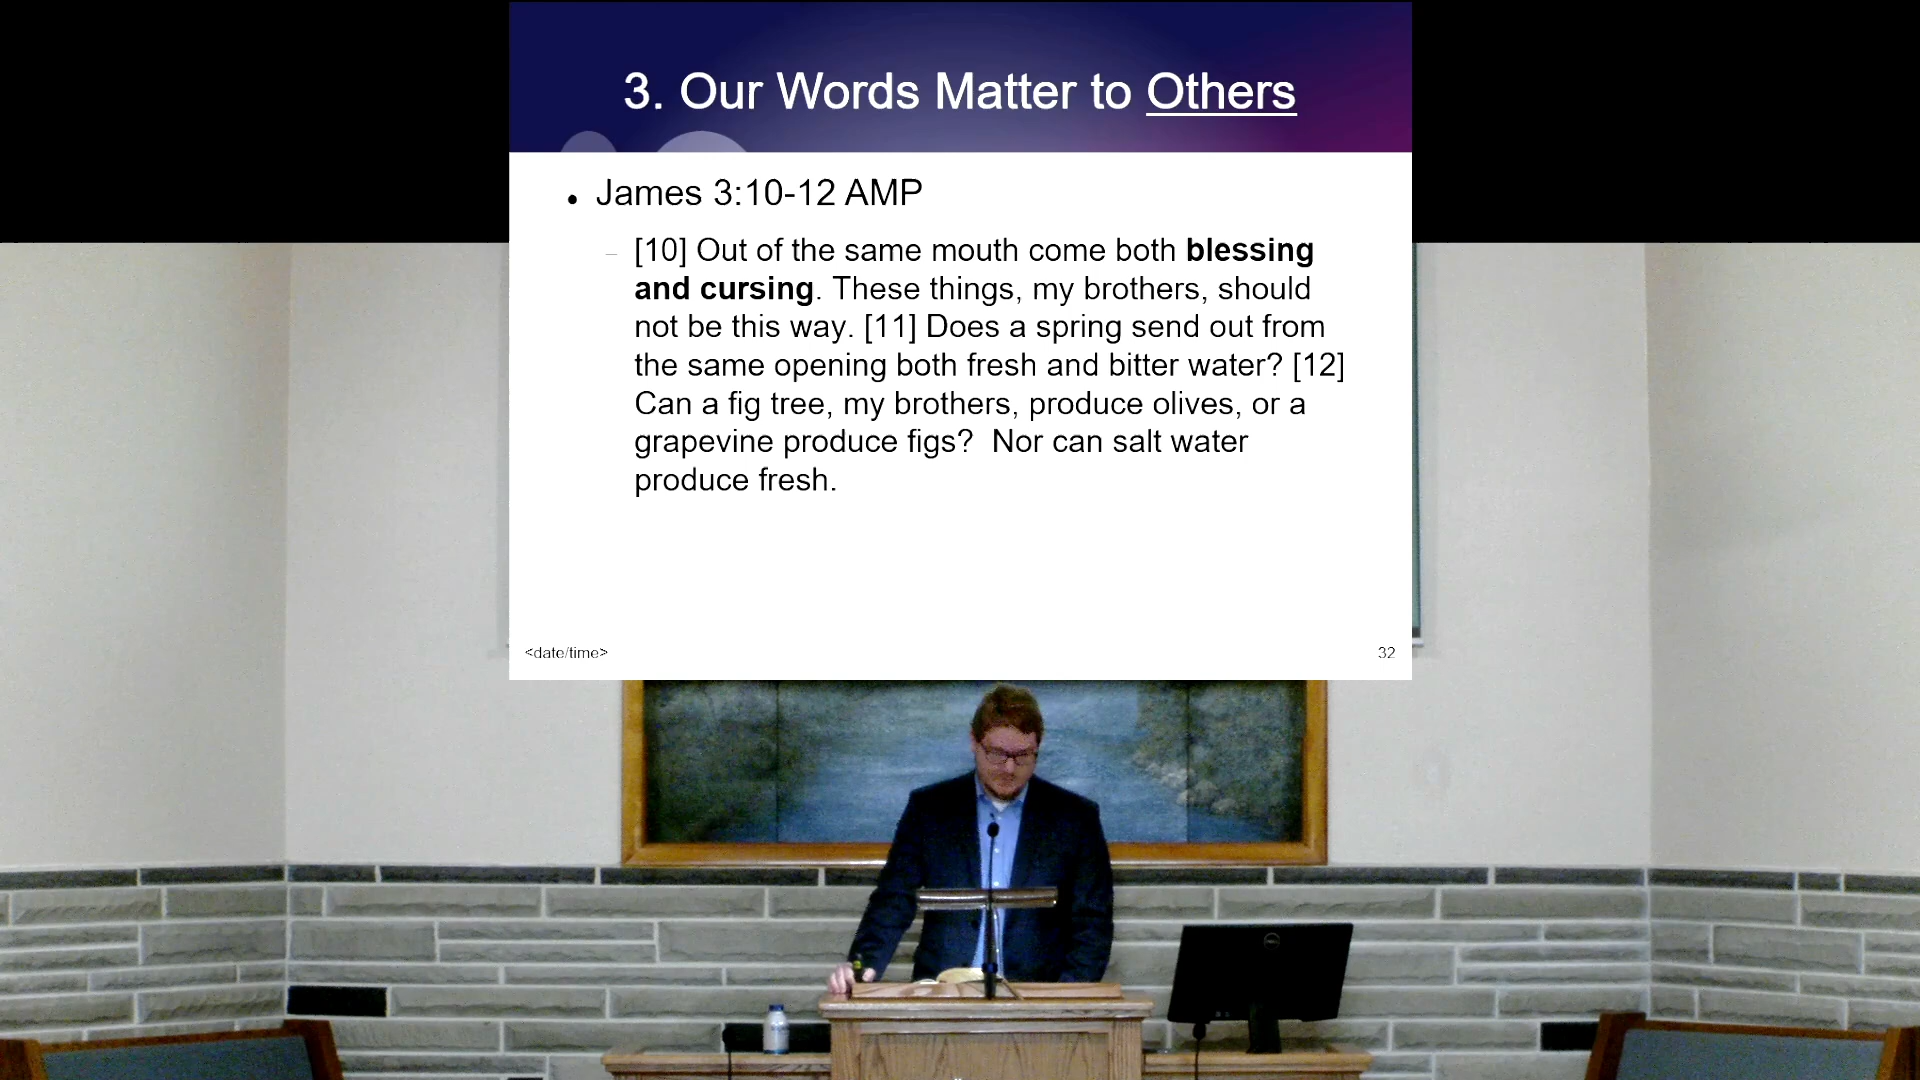 3. Our Words Matter to Others
• James 3:10-12 AMP
– [10] Out of the same mouth come both blessing
and cursing. These things, my brothers, should
not be this way. [11] Does a spring send out from
the same opening both fresh and bitter water? [12]
Can a fig tree, my brothers, produce olives, or a
grapevine produce figs?  Nor can salt water
produce fresh.
<date/time>
32
DELL